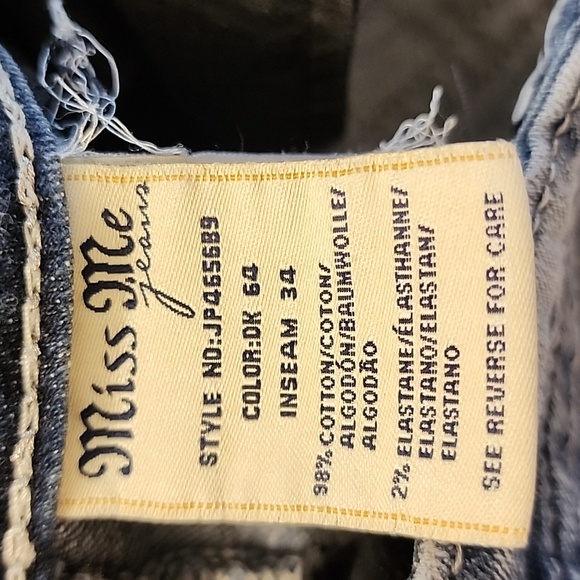 Miss Me
jeans
STYLE NO:JP4656B9
COLOR:DK 64
INSEAM 34
98% COTTON/COTON/
ALGODÓN/BAUMWOLLE/
ALGODÃO
2% ELASTANE/ÉLASTHANNE/
ELASTANO/ELASTAN/
ELASTANO
SEE REVERSE FOR CARE